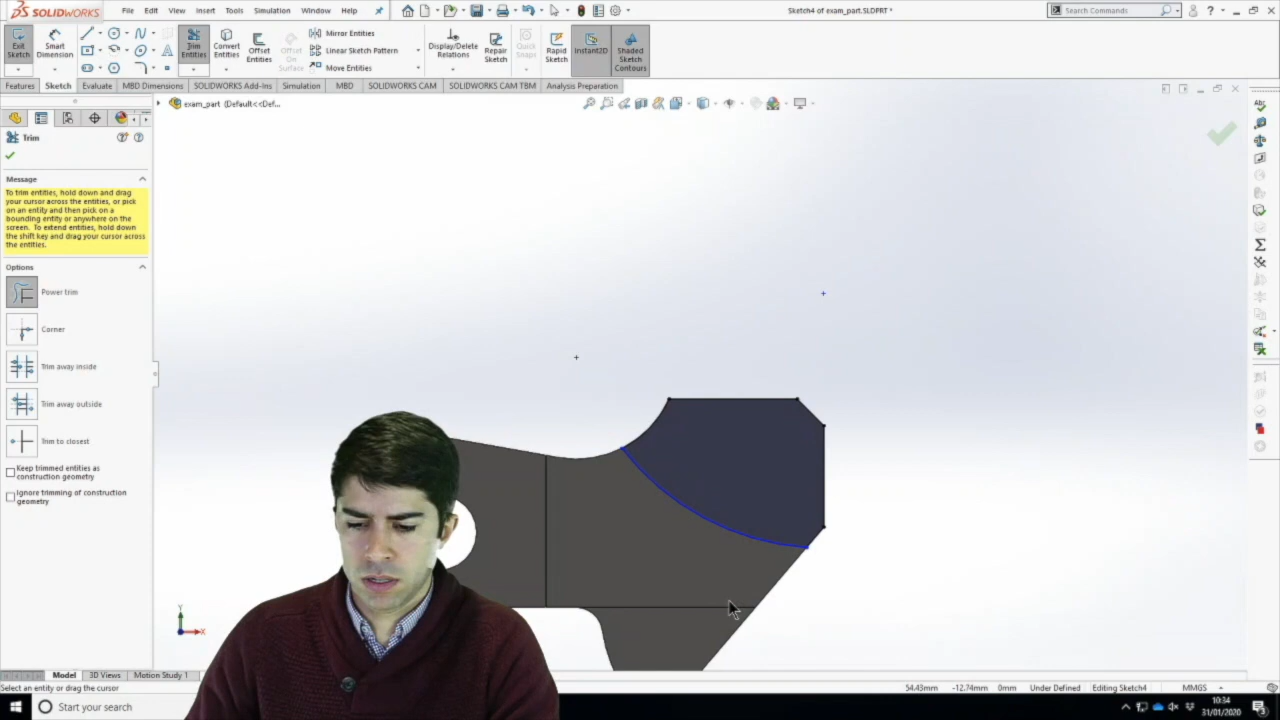 SOLIDWORKS
File
Edit
View
Insert
Tools
Simulation
Window
Help
Sketch4 of exam_part.SLDPRT *
Search Commands
Exit Sketch
Smart Dimension
Trim Entities
Convert Entities
Offset Entities
Offset On Surface
Mirror Entities
Linear Sketch Pattern
Move Entities
Display/Delete Relations
Repair Sketch
Quick Snaps
Rapid Sketch
Instant2D
Shaded Sketch Contours
Features
Sketch
Evaluate
MBD Dimensions
SOLIDWORKS Add-Ins
Simulation
MBD
SOLIDWORKS CAM
SOLIDWORKS CAM TBM
Analysis Preparation
exam_part (Default<<Def...
Trim
Message
To trim entities, hold down and drag
your cursor across the entities, or pick
on an entity and then pick on a
bounding entity or anywhere on the
screen. To extend entities, hold down
the shift key and drag your cursor across
the entities.
Options
Power trim
Corner
Trim away inside
Trim away outside
Trim to closest
Keep trimmed entities as
construction geometry
Ignore trimming of construction
geometry
Y
X
Model
3D Views
Motion Study 1
Select an entity or drag the cursor
54.43mm
-12.74mm
0mm
Under Defined
Editing Sketch4
MMGS
Start your search
10:34
31/01/2020